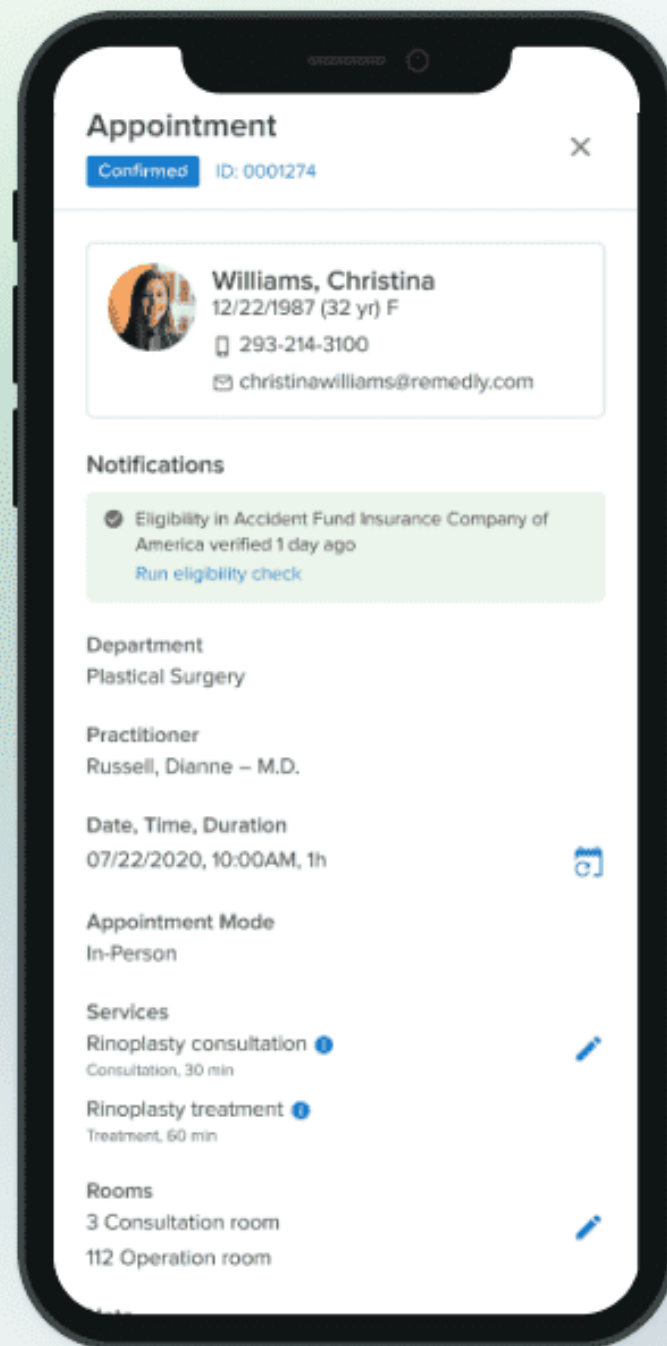 Appointment
Confirmed ID: 0001274
Williams, Christina
12/22/1987 (32 yr) F
293-214-3100
christinawilliams@remedly.com
Notifications
Eligibility in Accident Fund Insurance Company of
America verified 1 day ago
Run eligibility check
Department
Plastical Surgery
Practitioner
Russell, Dianne – M.D.
Date, Time, Duration
07/22/2020, 10:00AM, 1h
Appointment Mode
In-Person
Services
Rinoplasty consultation
Consultation, 30 min
Rinoplasty treatment
Treatment, 60 min
Rooms
3 Consultation room
112 Operation room